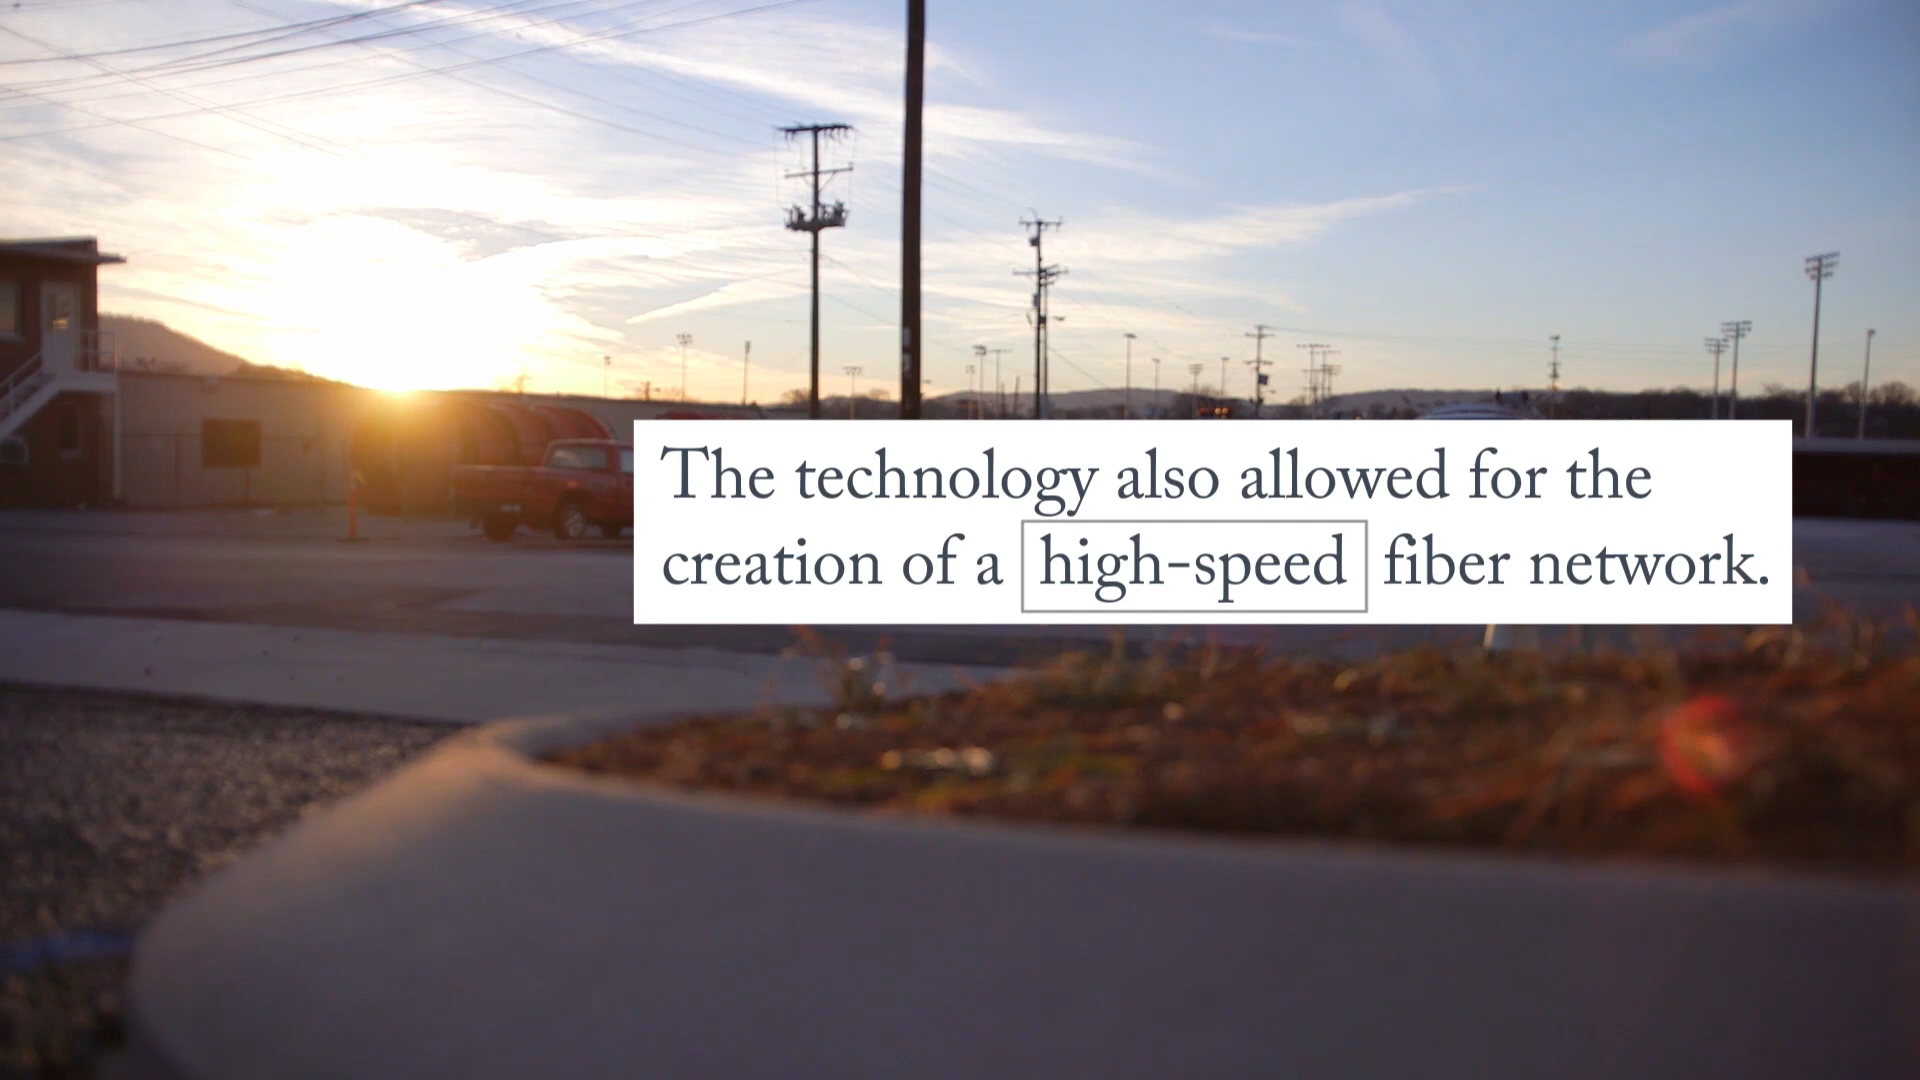 The technology also allowed for the
creation of a high-speed fiber network.